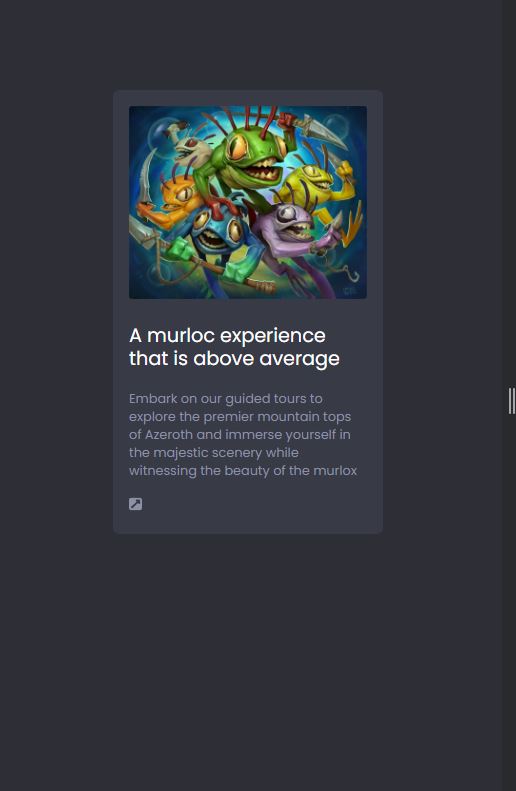 A murloc experience
that is above average
Embark on our guided tours to
explore the premier mountain tops
of Azeroth and immerse yourself in
the majestic scenery while
witnessing the beauty of the murlox